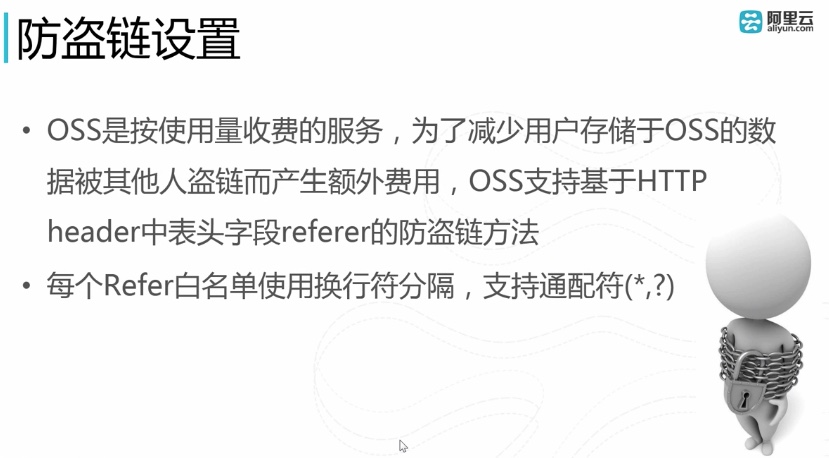 防盗链设置
阿里云
aliyun.com
• OSS是按使用量收费的服务，为了减少用户存储于OSS的数
据被其他人盗链而产生额外费用，OSS支持基于HTTP
header中表头字段referer的防盗链方法
• 每个Refer白名单使用换行符分隔，支持通配符(*,?)